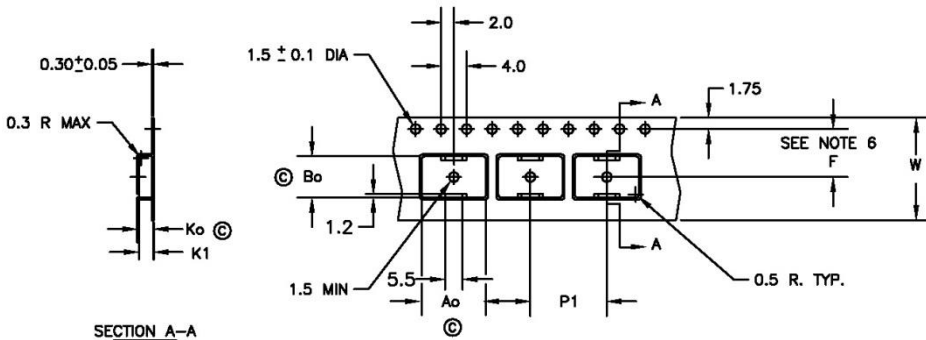 2.0
1.5 ± 0.1 DIA
4.0
0.30±0.05
0.3 R MAX
A
1.75
SEE NOTE 6
F
W
Ⓒ Bo
1.2
Ko Ⓒ
K1
5.5
1.5 MIN
Ao
Ⓒ
P1
A
0.5 R. TYP.
SECTION A-A